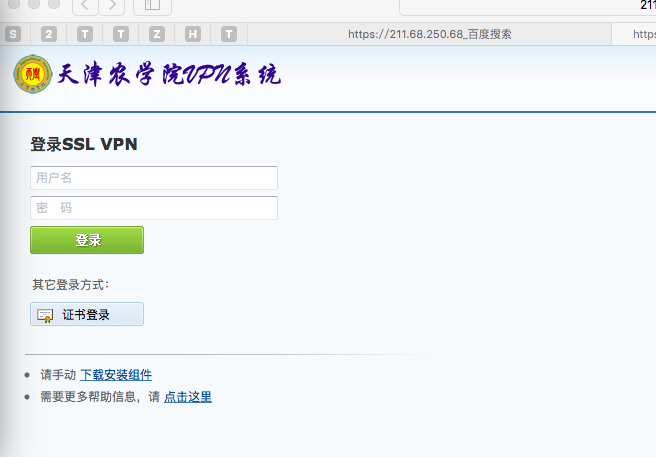 211
S 2 T T Z H T https://211.68.250.68_百度搜索 https
天津农学院VPN系统
登录SSL VPN
用户名
密 码
登录
其它登录方式：
证书登录
请手动 下载安装组件
需要更多帮助信息，请 点击这里